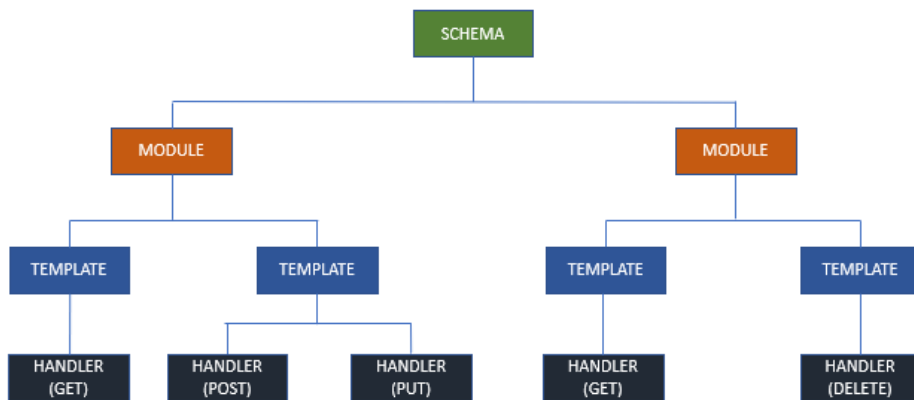 SCHEMA
MODULE
MODULE
TEMPLATE
TEMPLATE
TEMPLATE
TEMPLATE
HANDLER
(GET)
HANDLER
(POST)
HANDLER
(PUT)
HANDLER
(GET)
HANDLER
(DELETE)